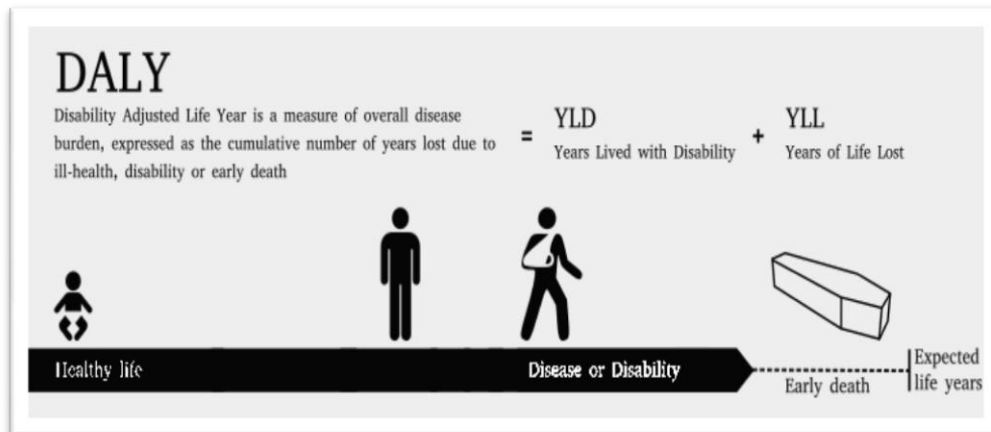 DALY
Disability Adjusted Life Year is a measure of overall disease
burden, expressed as the cumulative number of years lost due to
ill-health, disability or early death
=
YLD
Years Lived with Disability
+
YLL
Years of Life Lost
Healthy life
Disease or Disability
Early death
Expected
life years